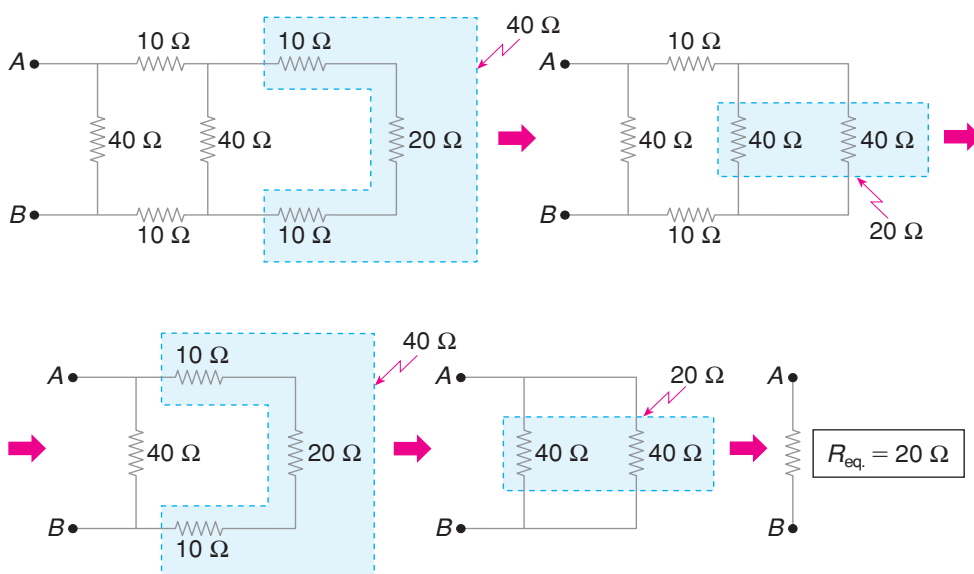 40 Ω
10 Ω 10 Ω 10 Ω
A A
40 Ω 40 Ω 20 Ω 40 Ω 40 Ω 40 Ω
B B
10 Ω 10 Ω 10 Ω 20 Ω
10 Ω 40 Ω
A A 20 Ω A
40 Ω 20 Ω 40 Ω 40 Ω R eq. = 20 Ω
B B B
10 Ω